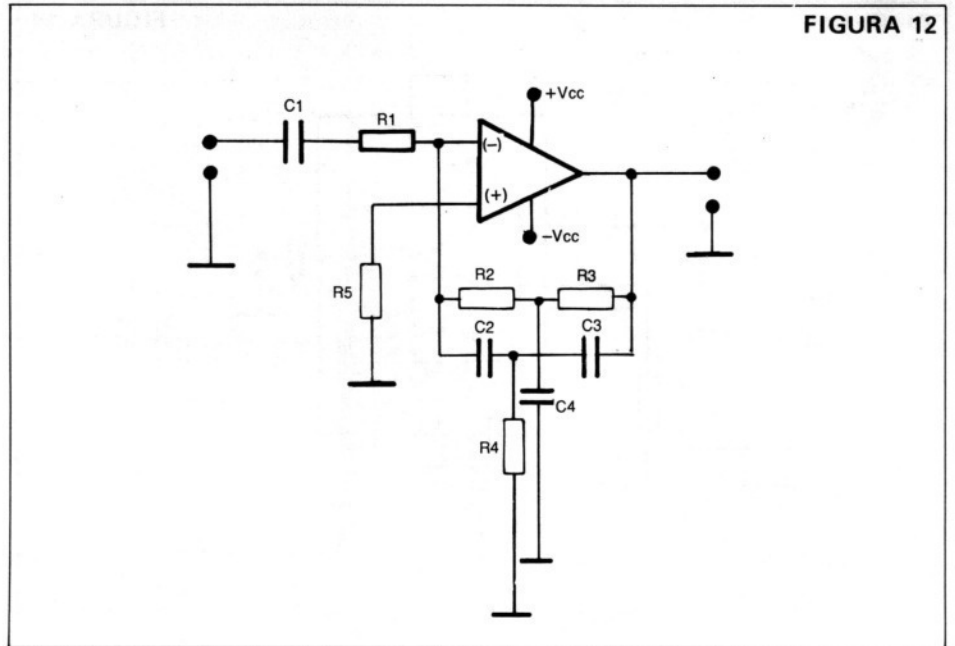 FIGURA 12
+Vcc
C1
R1
(-)
(+)
-Vcc
R5
R2
R3
C2
C3
C4
R4